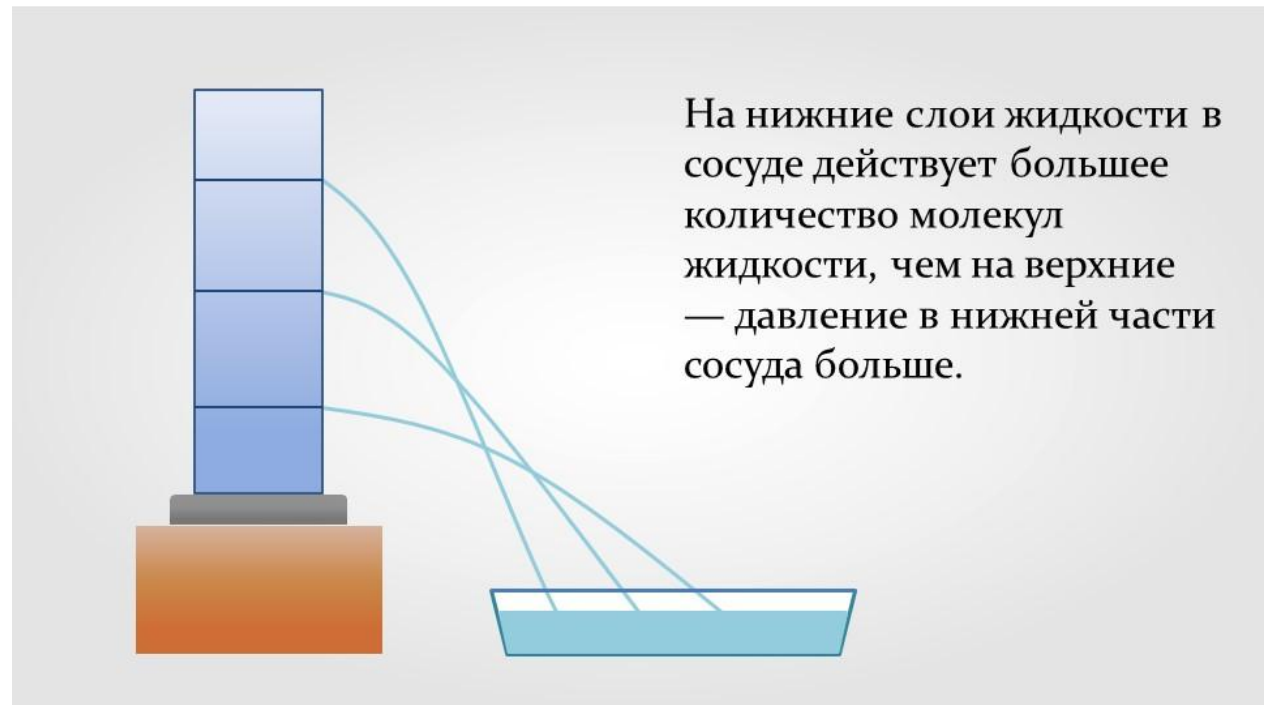 На нижние слои жидкости в
сосуде действует большее
количество молекул
жидкости, чем на верхние
— давление в нижней части
сосуда больше.